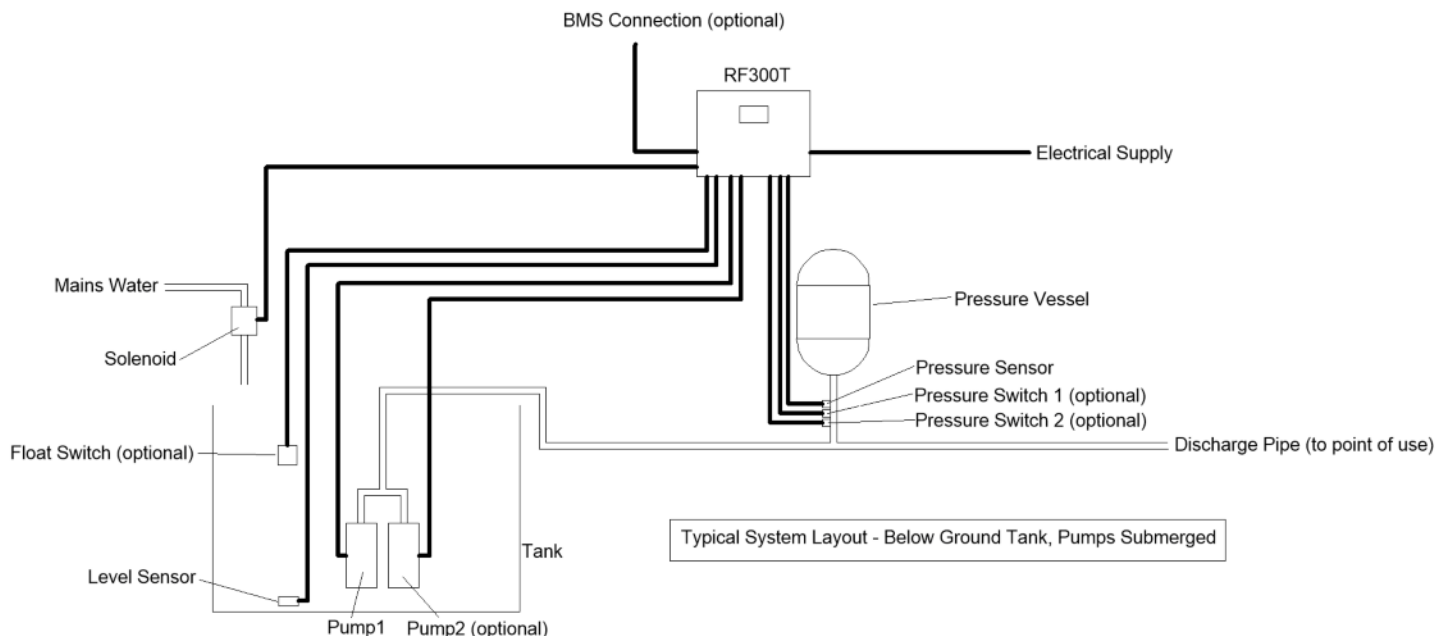 BMS Connection (optional)
RF300T
Electrical Supply
Mains Water
Pressure Vessel
Solenoid
Pressure Sensor
Pressure Switch 1 (optional)
Pressure Switch 2 (optional)
Float Switch (optional)
Discharge Pipe (to point of use)
Typical System Layout - Below Ground Tank, Pumps Submerged
Tank
Level Sensor
Pump1
Pump2 (optional)